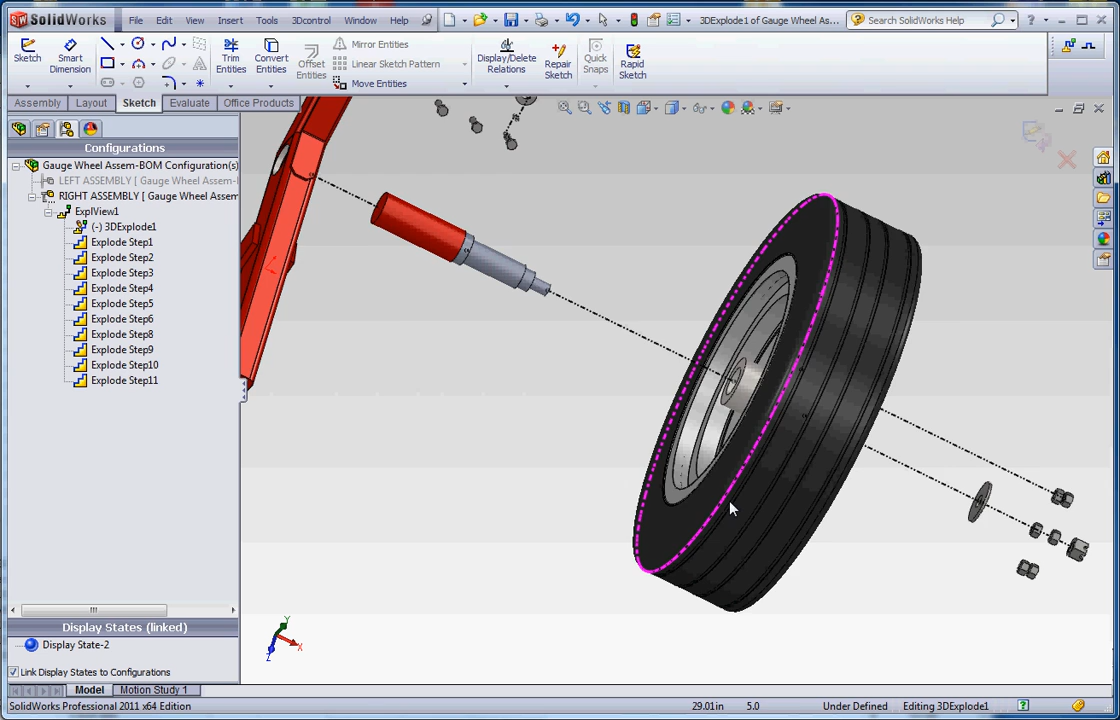 SolidWorks File Edit View Insert Tools 3Dcontrol Window Help 3DExplode1 of Gauge Wheel As... Search SolidWorks Help
Sketch Smart Dimension Trim Entities Convert Entities Offset Entities Mirror Entities Linear Sketch Pattern Move Entities Display/Delete Relations Repair Sketch Quick Snaps Rapid Sketch
Assembly Layout Sketch Evaluate Office Products
Configurations
Gauge Wheel Assem-BOM Configuration(s)
LEFT ASSEMBLY [ Gauge Wheel Assem-
RIGHT ASSEMBLY [ Gauge Wheel Assem
ExplView1
(-) 3DExplode1
Explode Step1
Explode Step2
Explode Step3
Explode Step4
Explode Step5
Explode Step6
Explode Step8
Explode Step9
Explode Step10
Explode Step11
Y
X
Z
Display States (linked)
Display State-2
Link Display States to Configurations
Model Motion Study 1
SolidWorks Professional 2011 x64 Edition 29.01in 5.0 Under Defined Editing 3DExplode1